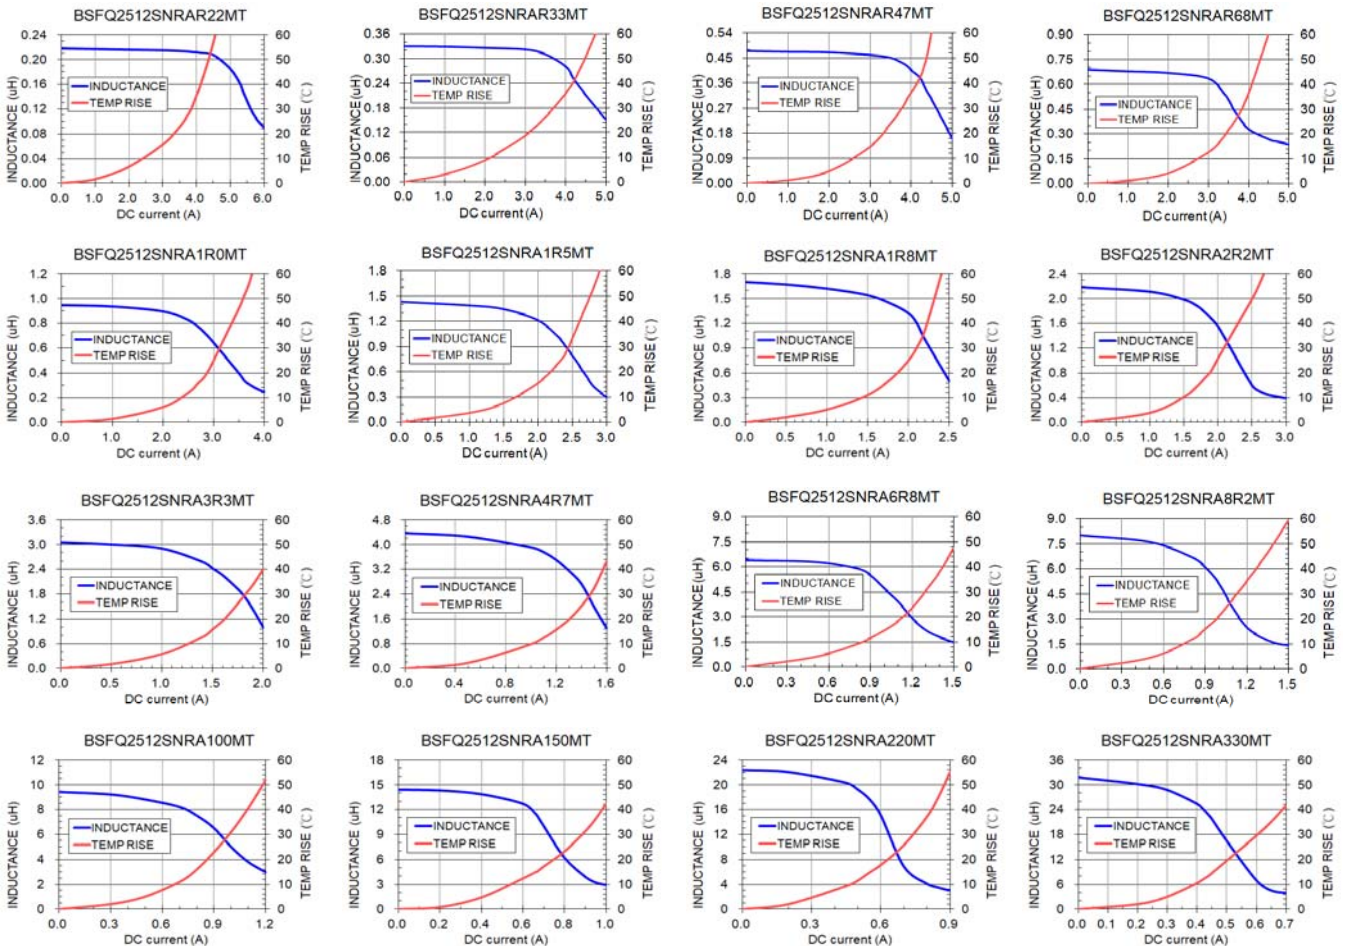 BSFQ2512SNRAR22MT
INDUCTANCE (uH)
0.24
0.20
0.16
0.12
0.08
0.04
0.00
INDUCTANCE
TEMP RISE
60
50
40
30
20
10
0
TEMP RISE (℃)
0.0 1.0 2.0 3.0 4.0 5.0 6.0
DC current (A)
BSFQ2512SNRAR33MT
INDUCTANCE (uH)
0.36
0.30
0.24
0.18
0.12
0.06
0.00
INDUCTANCE
TEMP RISE
60
50
40
30
20
10
0
TEMP RISE (℃)
0.0 1.0 2.0 3.0 4.0 5.0
DC current (A)
BSFQ2512SNRAR47MT
INDUCTANCE (uH)
0.54
0.45
0.36
0.27
0.18
0.09
0.00
INDUCTANCE
TEMP RISE
60
50
40
30
20
10
0
TEMP RISE (℃)
0.0 1.0 2.0 3.0 4.0 5.0
DC current (A)
BSFQ2512SNRAR68MT
INDUCTANCE (uH)
0.90
0.75
0.60
0.45
0.30
0.15
0.00
INDUCTANCE
TEMP RISE
60
50
40
30
20
10
0
TEMP RISE (℃)
0.0 1.0 2.0 3.0 4.0 5.0
DC current (A)
BSFQ2512SNRA1R0MT
INDUCTANCE (uH)
1.2
1.0
0.8
0.6
0.4
0.2
0.0
INDUCTANCE
TEMP RISE
60
50
40
30
20
10
0
TEMP RISE (℃)
0.0 1.0 2.0 3.0 4.0
DC current (A)
BSFQ2512SNRA1R5MT
INDUCTANCE (uH)
1.8
1.5
1.2
0.9
0.6
0.3
0.0
INDUCTANCE
TEMP RISE
60
50
40
30
20
10
0
TEMP RISE (℃)
0.0 0.5 1.0 1.5 2.0 2.5 3.0
DC current (A)
BSFQ2512SNRA1R8MT
INDUCTANCE (uH)
1.8
1.5
1.2
0.9
0.6
0.3
0.0
INDUCTANCE
TEMP RISE
60
50
40
30
20
10
0
TEMP RISE (℃)
0.0 0.5 1.0 1.5 2.0 2.5
DC current (A)
BSFQ2512SNRA2R2MT
INDUCTANCE (uH)
2.4
2.0
1.6
1.2
0.8
0.4
0.0
INDUCTANCE
TEMP RISE
60
50
40
30
20
10
0
TEMP RISE (℃)
0.0 0.5 1.0 1.5 2.0 2.5 3.0
DC current (A)
BSFQ2512SNRA3R3MT
INDUCTANCE (uH)
3.6
3.0
2.4
1.8
1.2
0.6
0.0
INDUCTANCE
TEMP RISE
60
50
40
30
20
10
0
TEMP RISE (℃)
0.0 0.5 1.0 1.5 2.0
DC current (A)
BSFQ2512SNRA4R7MT
INDUCTANCE (uH)
4.8
4.0
3.2
2.4
1.6
0.8
0.0
INDUCTANCE
TEMP RISE
60
50
40
30
20
10
0
TEMP RISE (℃)
0.0 0.4 0.8 1.2 1.6
DC current (A)
BSFQ2512SNRA6R8MT
INDUCTANCE (uH)
9.0
7.5
6.0
4.5
3.0
1.5
0.0
INDUCTANCE
TEMP RISE
60
50
40
30
20
10
0
TEMP RISE (℃)
0.0 0.3 0.6 0.9 1.2 1.5
DC current (A)
BSFQ2512SNRA8R2MT
INDUCTANCE (uH)
9.0
7.5
6.0
4.5
3.0
1.5
0.0
INDUCTANCE
TEMP RISE
60
50
40
30
20
10
0
TEMP RISE (℃)
0.0 0.3 0.6 0.9 1.2 1.5
DC current (A)
BSFQ2512SNRA100MT
INDUCTANCE (uH)
12
10
8
6
4
2
0
INDUCTANCE
TEMP RISE
60
50
40
30
20
10
0
TEMP RISE (℃)
0.0 0.3 0.6 0.9 1.2
DC current (A)
BSFQ2512SNRA150MT
INDUCTANCE (uH)
18
15
12
9
6
3
0
INDUCTANCE
TEMP RISE
60
50
40
30
20
10
0
TEMP RISE (℃)
0.0 0.2 0.4 0.6 0.8 1.0
DC current (A)
BSFQ2512SNRA220MT
INDUCTANCE (uH)
24
20
16
12
8
4
0
INDUCTANCE
TEMP RISE
60
50
40
30
20
10
0
TEMP RISE (℃)
0.0 0.3 0.6 0.9
DC current (A)
BSFQ2512SNRA330MT
INDUCTANCE (uH)
36
30
24
18
12
6
0
INDUCTANCE
TEMP RISE
60
50
40
30
20
10
0
TEMP RISE (℃)
0.0 0.1 0.2 0.3 0.4 0.5 0.6 0.7
DC current (A)